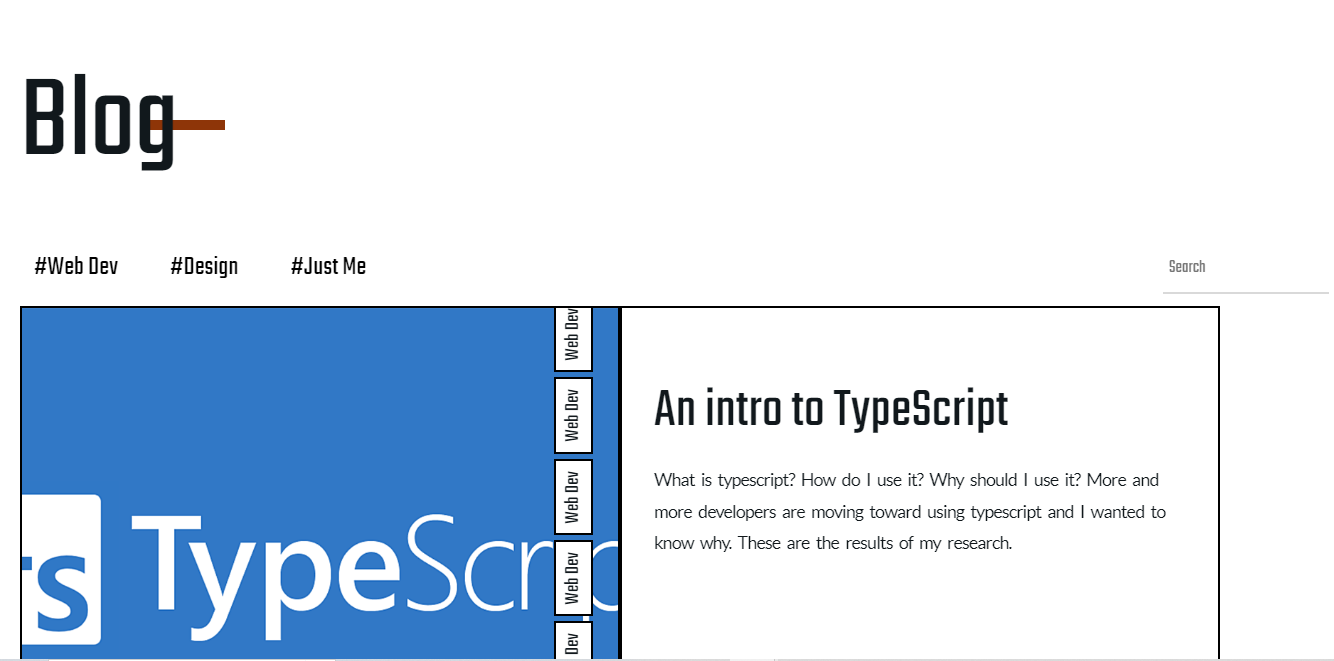 Blog
#Web Dev
#Design
#Just Me
Search
Web Dev
Web Dev
Web Dev
Web Dev
Dev
TS
TypeScr
An intro to TypeScript
What is typescript? How do I use it? Why should I use it? More and
more developers are moving toward using typescript and I wanted to
know why. These are the results of my research.